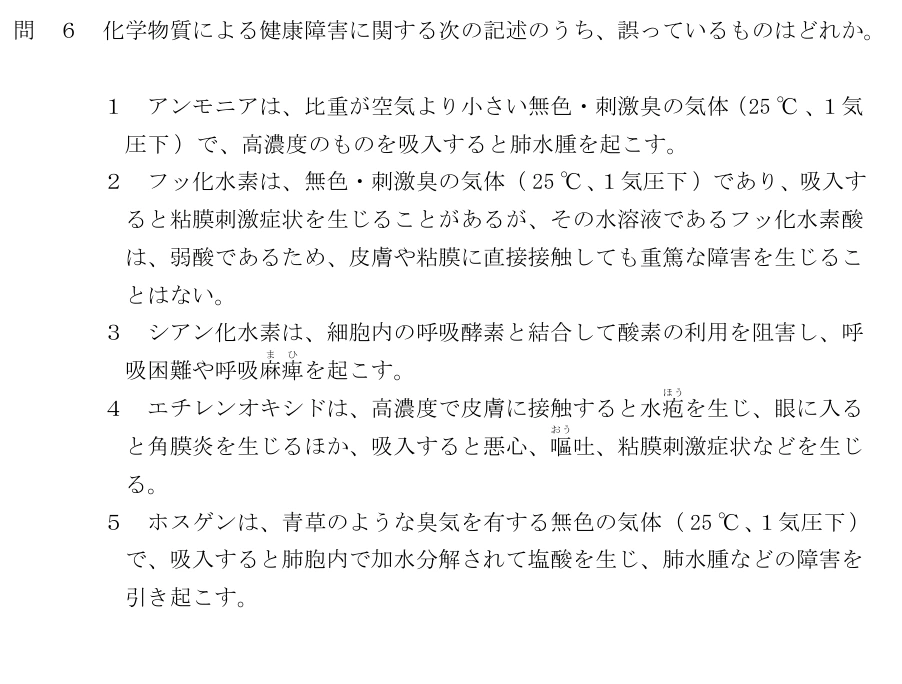 問 6 化学物質による健康障害に関する次の記述のうち、誤っているものはどれか。
1 アンモニアは、比重が空気より小さい無色・刺激臭の気体(25℃、1気
圧下)で、高濃度のものを吸入すると肺水腫を起こす。
2 フッ化水素は、無色・刺激臭の気体(25℃、1気圧下)であり、吸入す
ると粘膜刺激症状を生じることがあるが、その水溶液であるフッ化水素酸
は、弱酸であるため、皮膚や粘膜に直接接触しても重篤な障害を生じるこ
とはない。
3 シアン化水素は、細胞内の呼吸酵素と結合して酸素の利用を阻害し、呼
まひ
吸困難や呼吸麻痺を起こす。
ほう
4 エチレンオキシドは、高濃度で皮膚に接触すると水疱を生じ、眼に入る
おう
と角膜炎を生じるほか、吸入すると悪心、嘔吐、粘膜刺激症状などを生じ
る。
5 ホスゲンは、青草のような臭気を有する無色の気体(25℃、1気圧下)
で、吸入すると肺胞内で加水分解されて塩酸を生じ、肺水腫などの障害を
引き起こす。